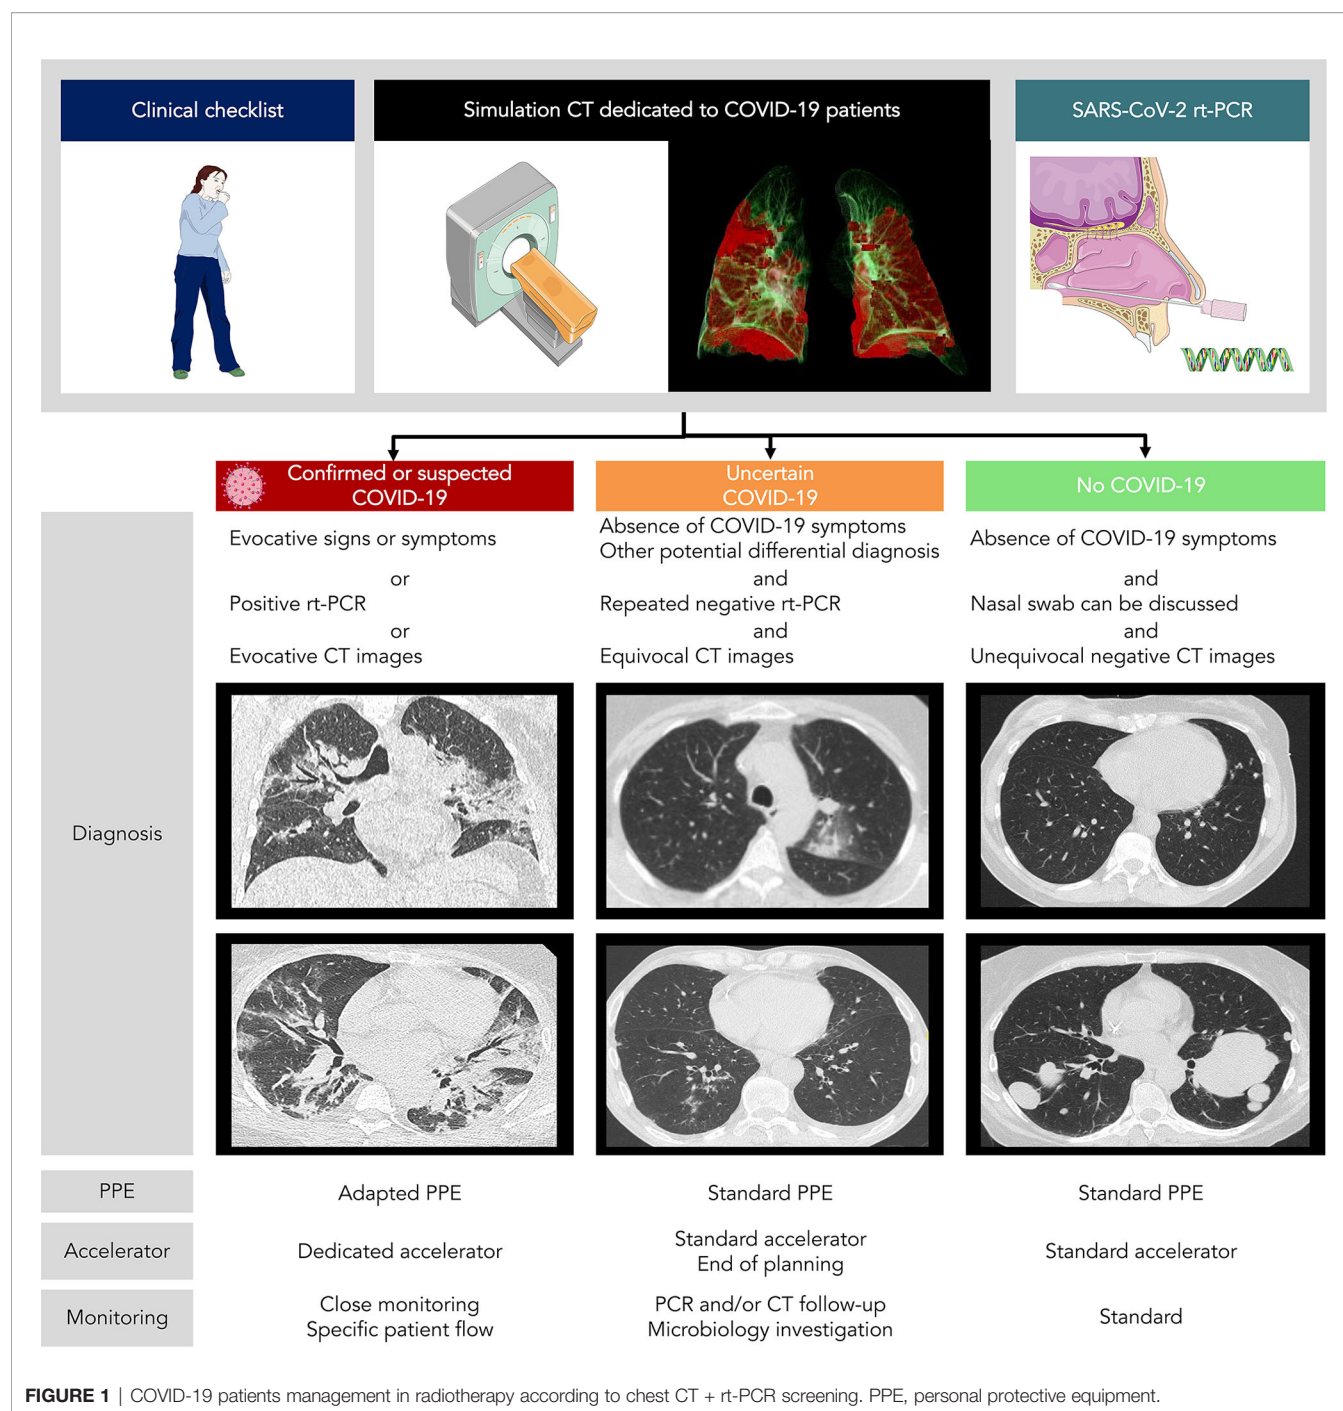 Clinical checklist
Simulation CT dedicated to COVID-19 patients
SARS-CoV-2 rt-PCR
Confirmed or suspected
COVID-19
Uncertain
COVID-19
No COVID-19
Diagnosis
Evocative signs or symptoms
or
Positive rt-PCR
or
Evocative CT images
Absence of COVID-19 symptoms
Other potential differential diagnosis
and
Repeated negative rt-PCR
and
Equivocal CT images
Absence of COVID-19 symptoms
and
Nasal swab can be discussed
and
Unequivocal negative CT images
PPE
Adapted PPE
Standard PPE
Standard PPE
Accelerator
Dedicated accelerator
Standard accelerator
End of planning
Standard accelerator
Monitoring
Close monitoring
Specific patient flow
PCR and/or CT follow-up
Microbiology investigation
Standard
FIGURE 1 | COVID-19 patients management in radiotherapy according to chest CT + rt-PCR screening. PPE, personal protective equipment.